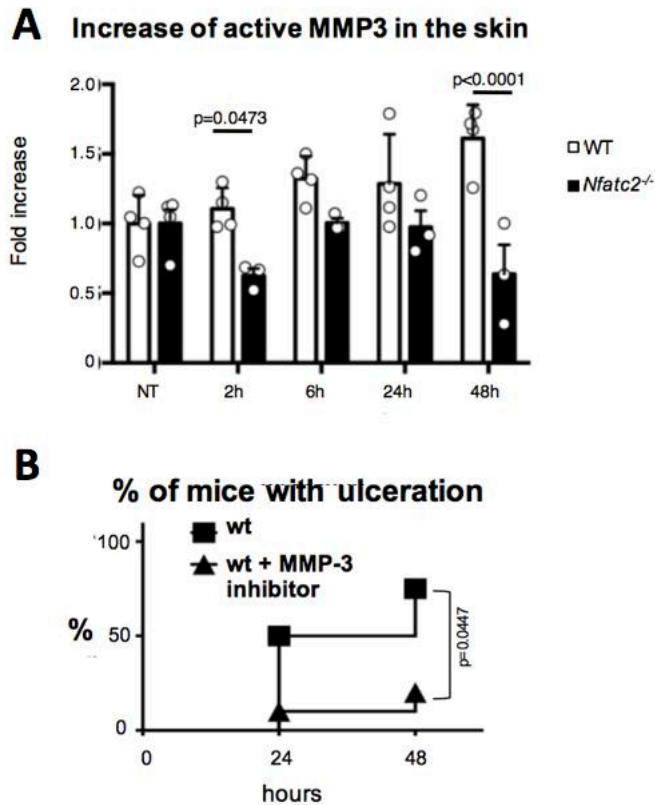 A Increase of active MMP3 in the skin
Fold increase
2.0
1.5
1.0
0.5
0
p=0.0473
p<0.0001
WT
Nfatc2-/-
NT 2h 6h 24h 48h
B
% of mice with ulceration
wt
wt + MMP-3
inhibitor
%
100
50
0
p=0.0447
0 24 48
hours